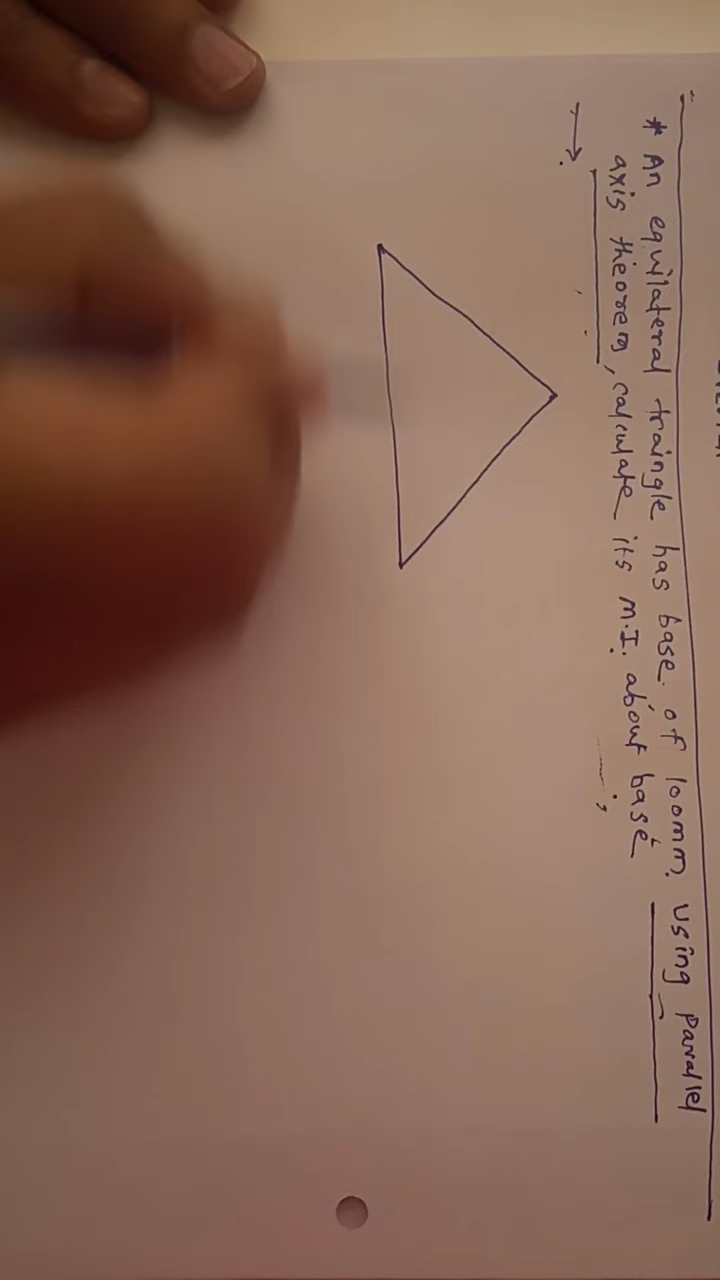 * An equilateral traingle has base of 100mm. Using parallel
axis theorem, calculate its M.I. about base